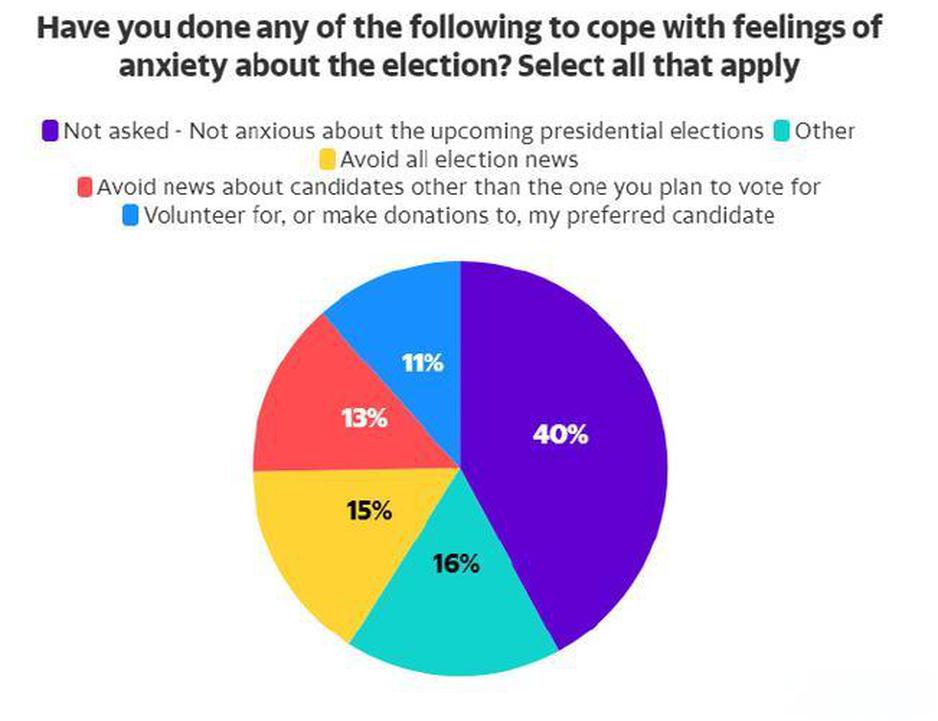 Have you done any of the following to cope with feelings of
anxiety about the election? Select all that apply
Not asked - Not anxious about the upcoming presidential elections Other
Avoid all election news
Avoid news about candidates other than the one you plan to vote for
Volunteer for, or make donations to, my preferred candidate
11%
13%
40%
15%
16%